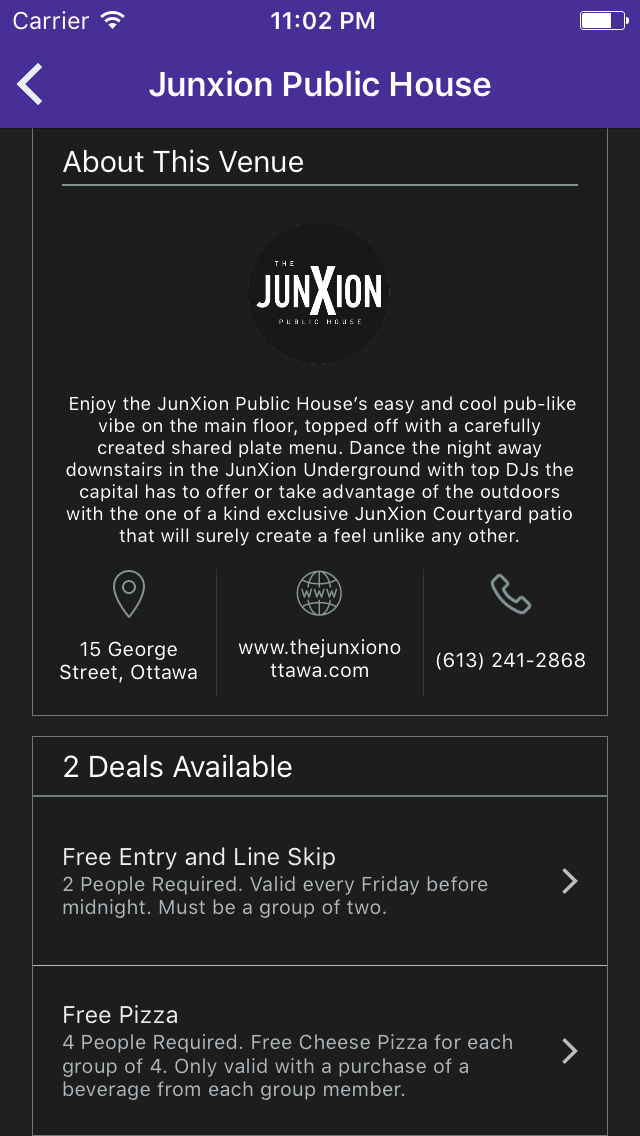 Carrier 11:02 PM
Junxion Public House
About This Venue
THE
JUNXION
PUBLIC HOUSE
Enjoy the JunXion Public House’s easy and cool pub-like
vibe on the main floor, topped off with a carefully
created shared plate menu. Dance the night away
downstairs in the JunXion Underground with top DJs the
capital has to offer or take advantage of the outdoors
with the one of a kind exclusive JunXion Courtyard patio
that will surely create a feel unlike any other.
WWW
15 George
Street, Ottawa
www.thejunxiono
ttawa.com
(613) 241-2868
2 Deals Available
Free Entry and Line Skip
2 People Required. Valid every Friday before
midnight. Must be a group of two.
Free Pizza
4 People Required. Free Cheese Pizza for each
group of 4. Only valid with a purchase of a
beverage from each group member.